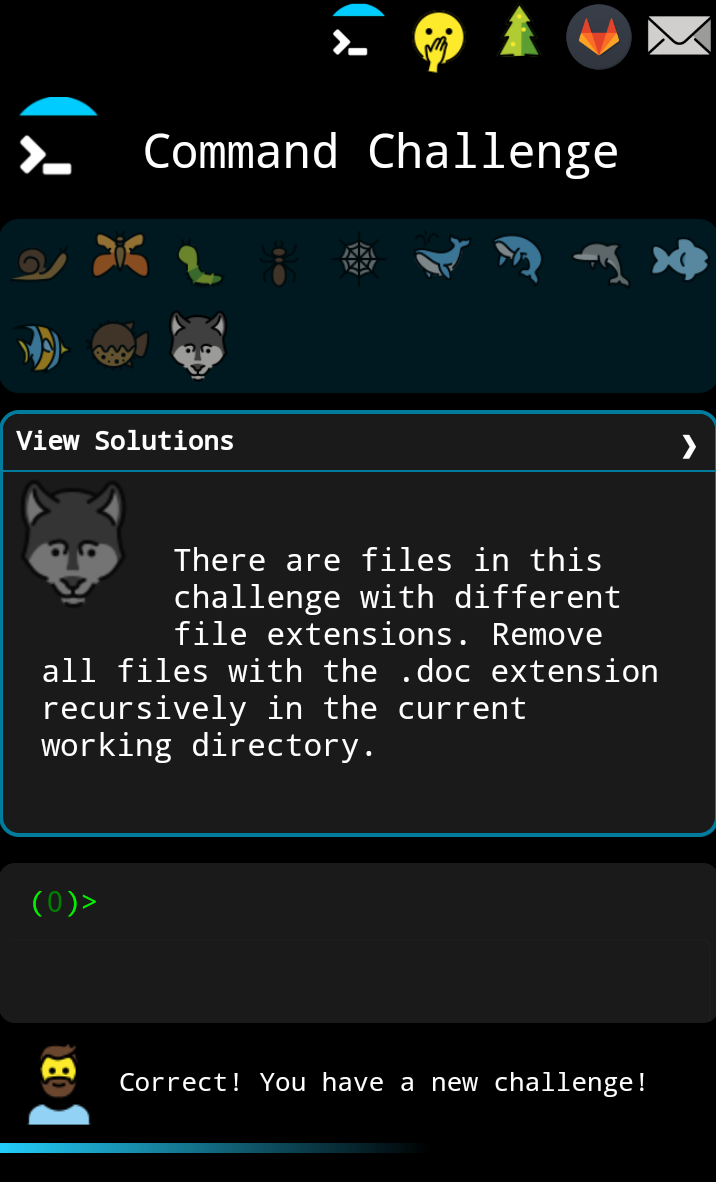 Command Challenge
View Solutions ❯
There are files in this
challenge with different
file extensions. Remove
all files with the .doc extension
recursively in the current
working directory.
(0)>
Correct! You have a new challenge!